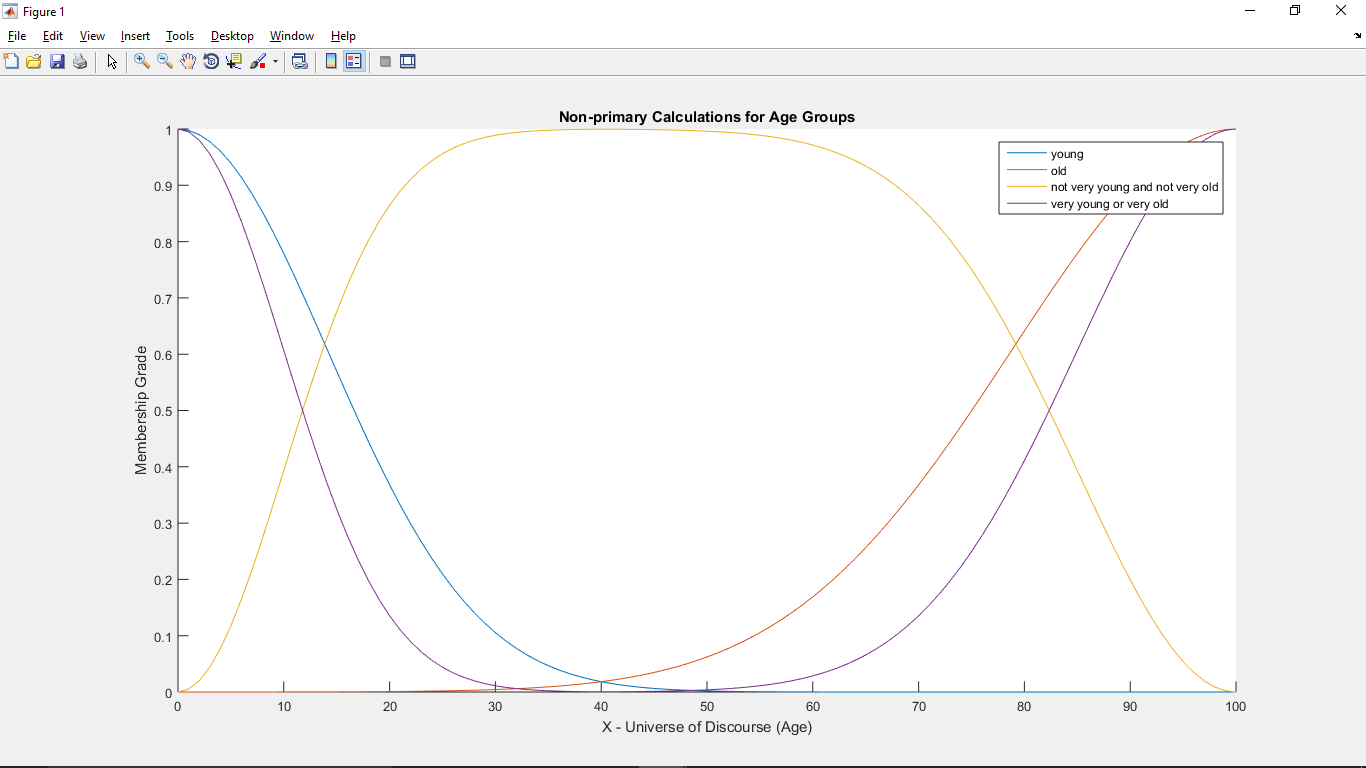 Figure 1
File Edit View Insert Tools Desktop Window Help
Non-primary Calculations for Age Groups
young
old
not very young and not very old
very young or very old
Membership Grade
1
0.9
0.8
0.7
0.6
0.5
0.4
0.3
0.2
0.1
0
0 10 20 30 40 50 60 70 80 90 100
X - Universe of Discourse (Age)